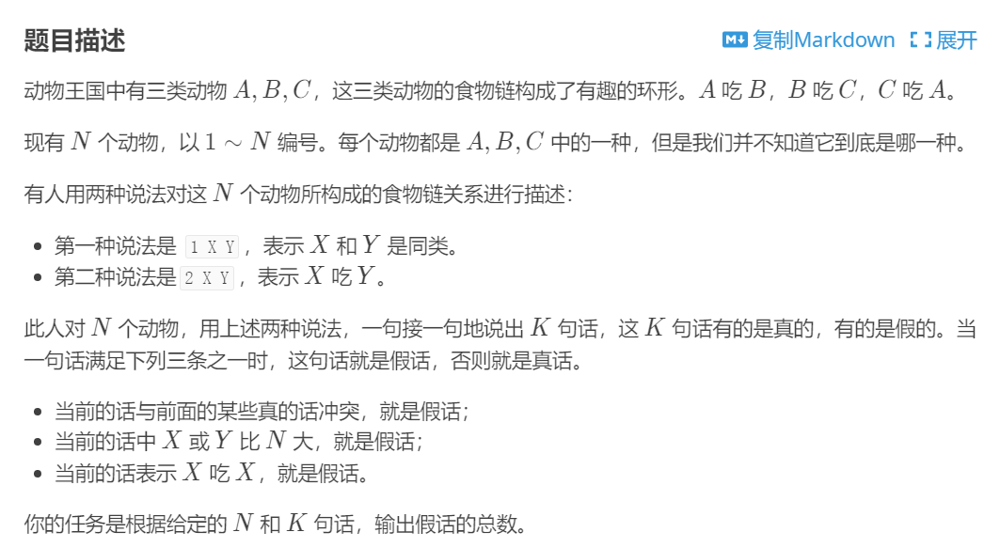 题目描述
复制Markdown 展开
动物王国中有三类动物 A, B, C，这三类动物的食物链构成了有趣的环形。A 吃 B，B 吃 C，C 吃 A。
现有 N 个动物，以 1 ∼ N 编号。每个动物都是 A, B, C 中的一种，但是我们并不知道它到底是哪一种。
有人用两种说法对这 N 个动物所构成的食物链关系进行描述：
• 第一种说法是 1 X Y，表示 X 和 Y 是同类。
• 第二种说法是 2 X Y，表示 X 吃 Y。
此人对 N 个动物，用上述两种说法，一句接一句地说出 K 句话，这 K 句话有的是真的，有的是假的。当
一句话满足下列三条之一时，这句话就是假话，否则就是真话。
• 当前的话与前面的某些真的话冲突，就是假话；
• 当前的话中 X 或 Y 比 N 大，就是假话；
• 当前的话表示 X 吃 X，就是假话。
你的任务是根据给定的 N 和 K 句话，输出假话的总数。